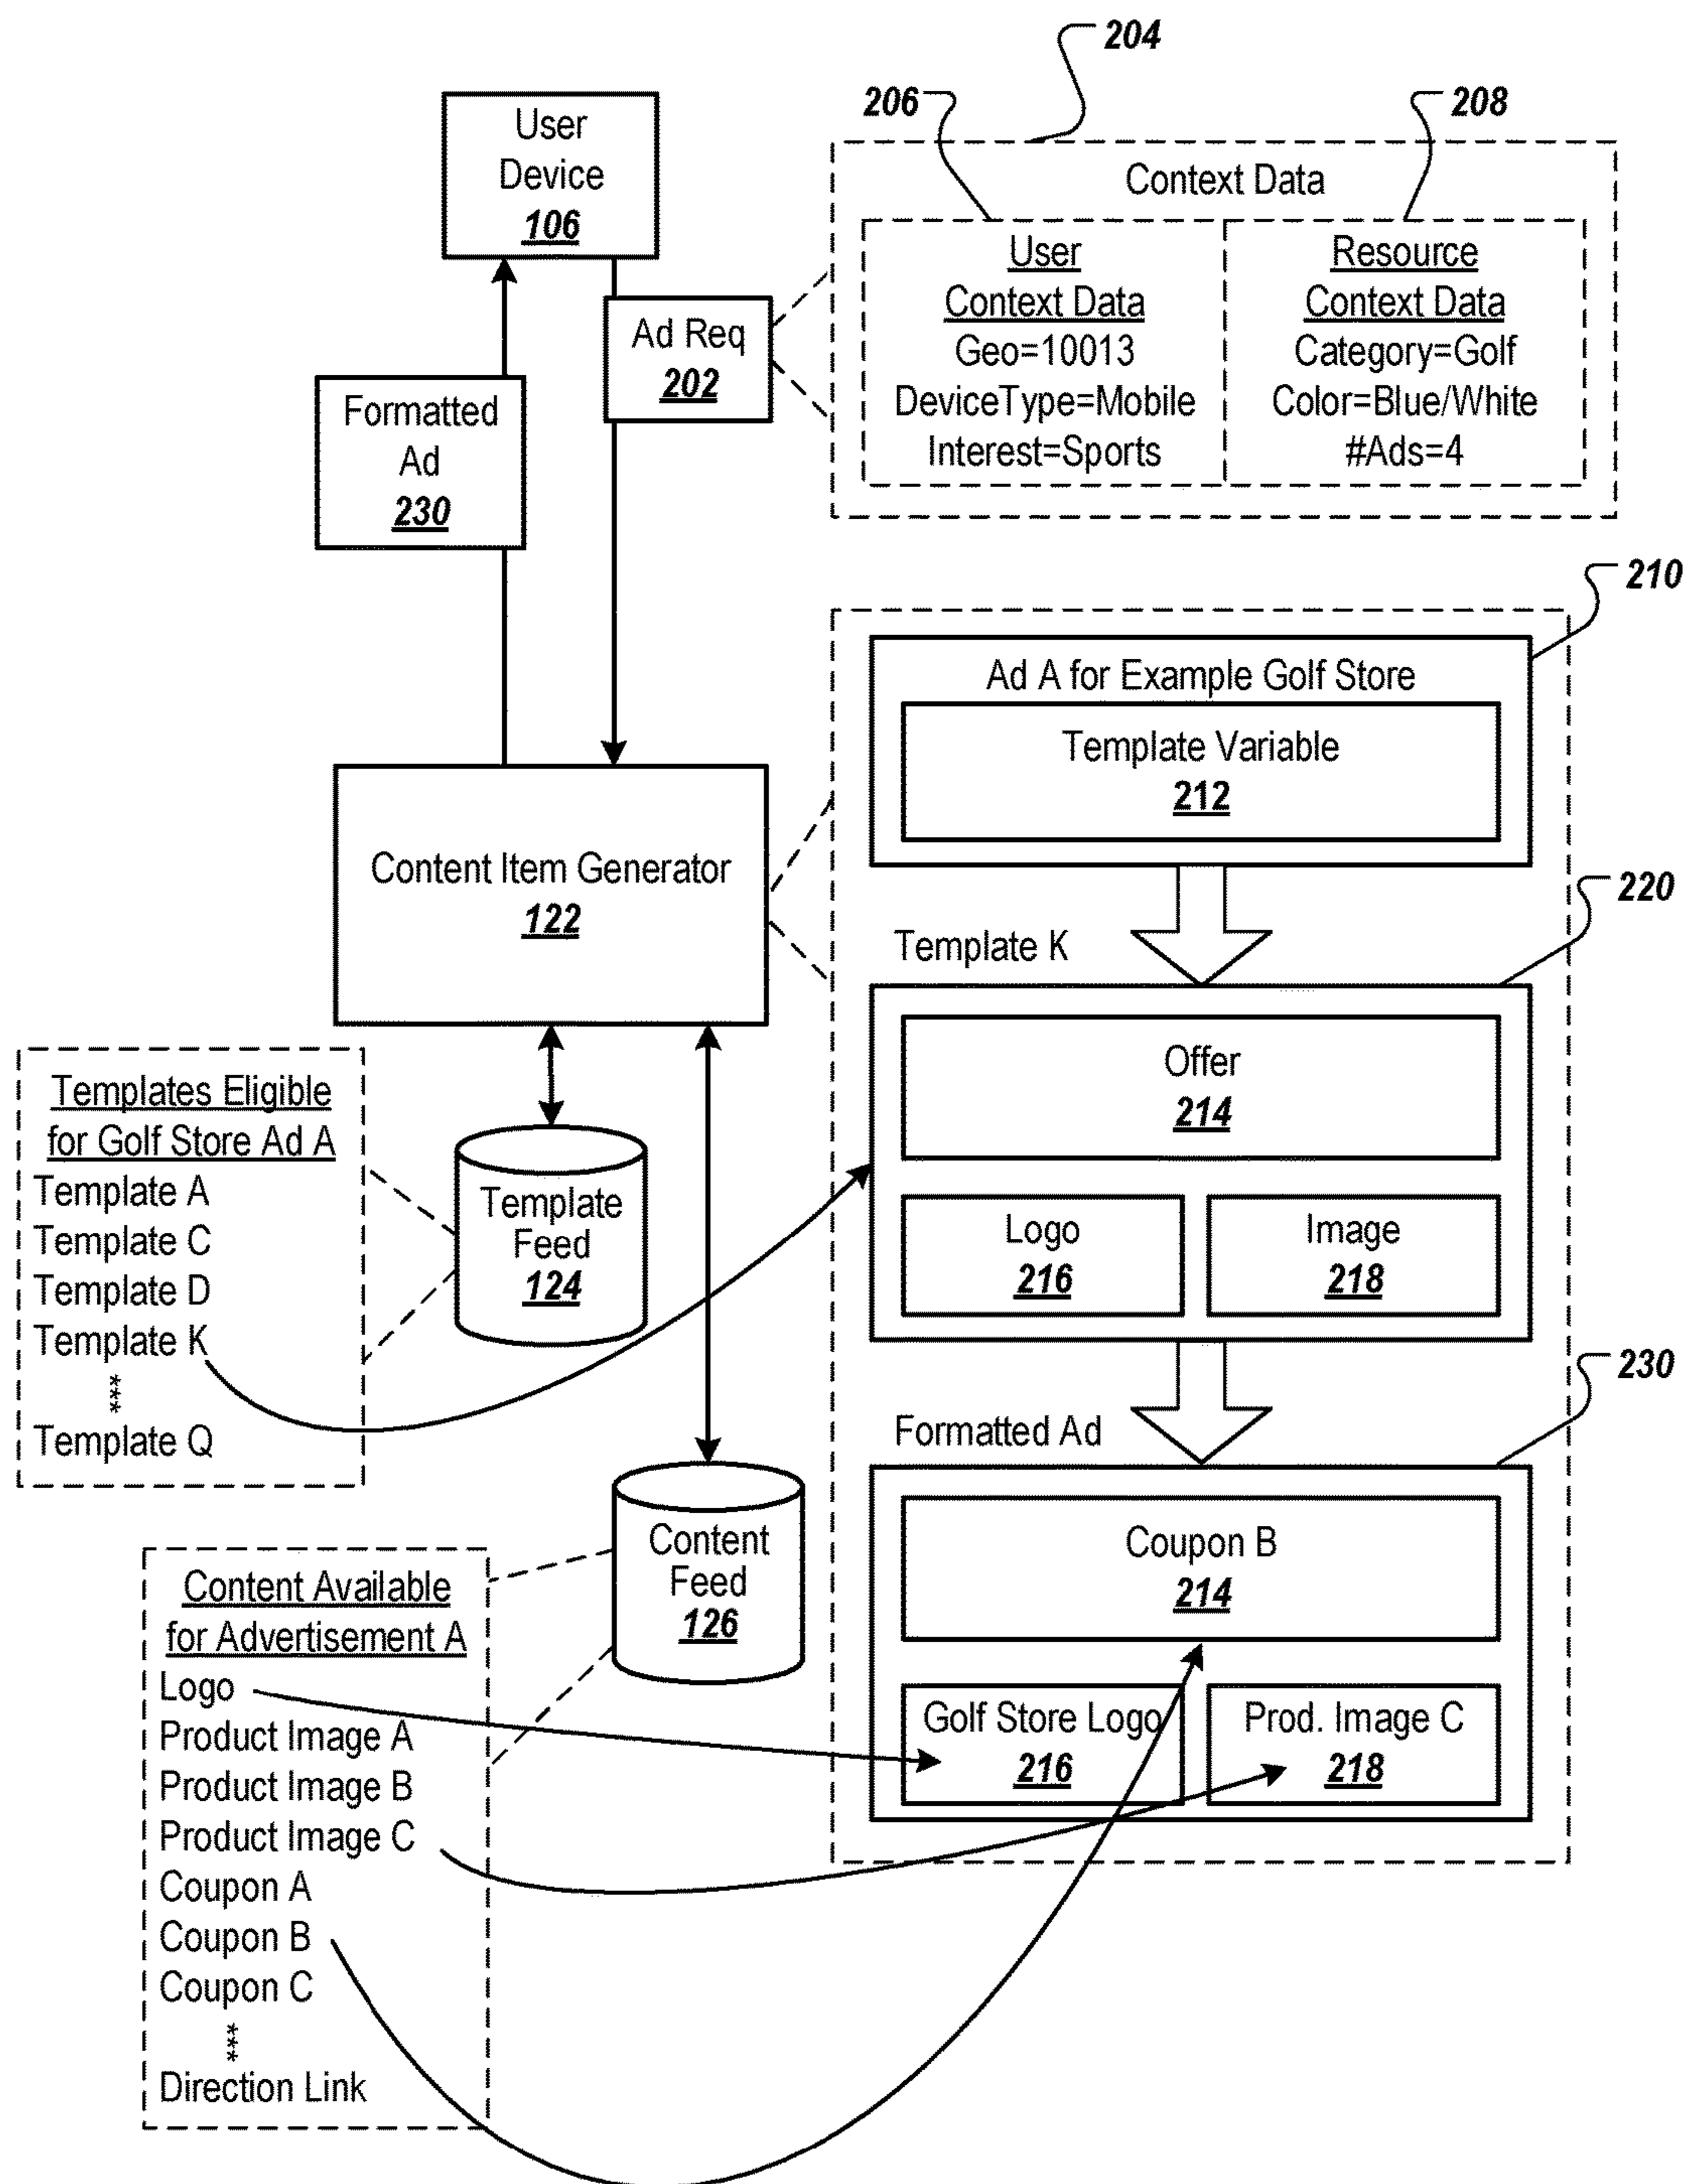 204
206
208
User
Device
106
Context Data
User
Context Data
Geo=10013
DeviceType=Mobile
Interest=Sports
Resource
Context Data
Category=Golf
Color=Blue/White
#Ads=4
Ad Req
202
Formatted
Ad
230
210
Ad A for Example Golf Store
Template Variable
212
Content Item Generator
122
220
Template K
Offer
214
Logo
216
Image
218
Templates Eligible
for Golf Store Ad A
Template A
Template C
Template D
Template K
***
Template Q
Template
Feed
124
230
Formatted Ad
Coupon B
214
Golf Store Logo
216
Prod. Image C
218
Content
Feed
126
Content Available
for Advertisement A
Logo
Product Image A
Product Image B
Product Image C
Coupon A
Coupon B
Coupon C
***
Direction Link